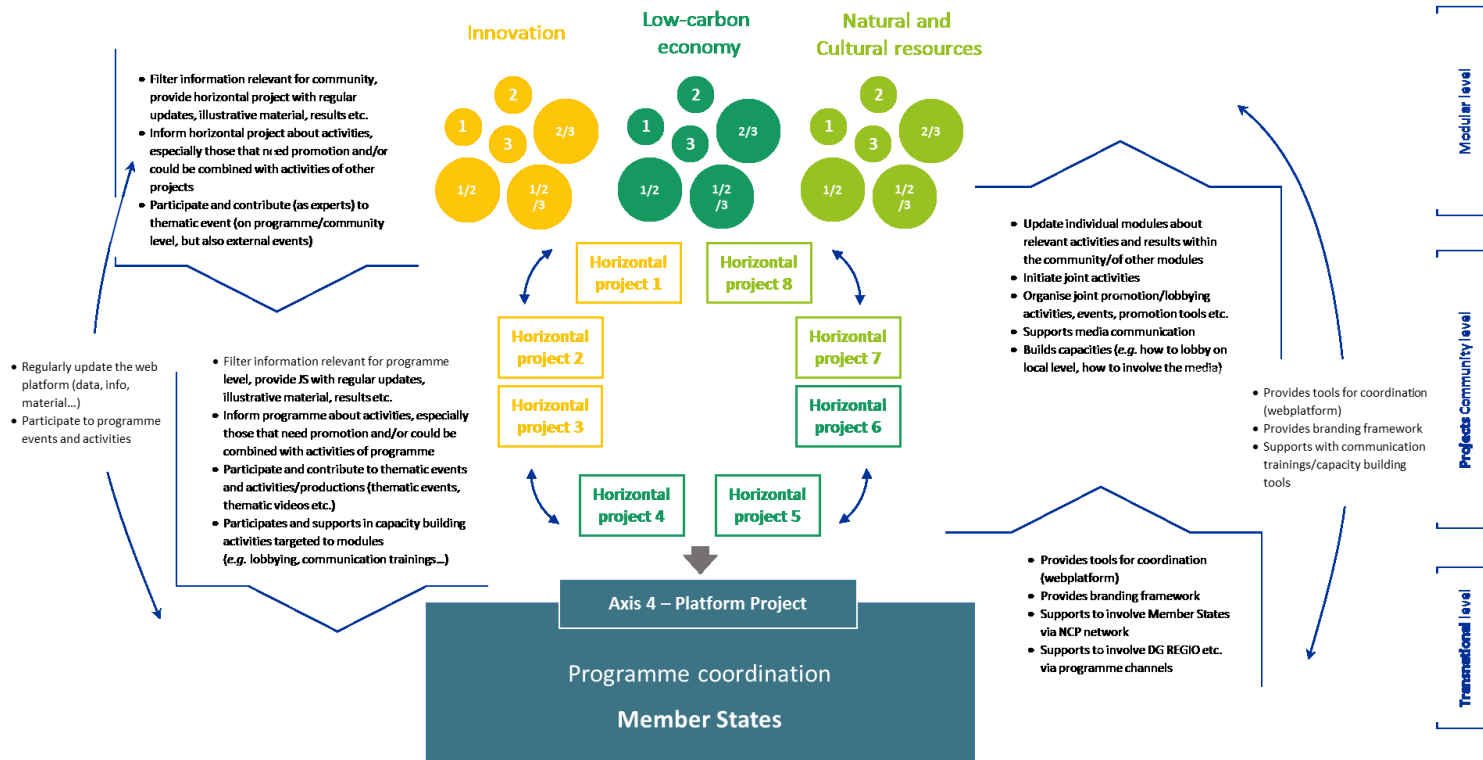 Innovation
Low-carbon
economy
Natural and
Cultural resources
2
1
3
2/3
1/2
1/2
/3
2
1
3
2/3
1/2
1/2
/3
2
1
3
2/3
1/2
1/2
/3
• Filter information relevant for community,
provide horizontal project with regular
updates, illustrative material, results etc.
• Inform horizontal project about activities,
especially those that need promotion and/or
could be combined with activities of other
projects
• Participate and contribute (as experts) to
thematic event (on programme/community
level, but also external events)
Horizontal
project 1
Horizontal
project 8
Horizontal
project 2
Horizontal
project 7
Horizontal
project 3
Horizontal
project 6
Horizontal
project 4
Horizontal
project 5
• Regularly update the web
platform (data, info,
material...)
• Participate to programme
events and activities
• Filter information relevant for programme
level, provide JS with regular updates,
illustrative material, results etc.
• Inform programme about activities, especially
those that need promotion and/or could be
combined with activities of programme
• Participate and contribute to thematic events
and activities/productions (thematic events,
thematic videos etc.)
• Participates and supports in capacity building
activities targeted to modules
(e.g. lobbying, communication trainings...)
• Update individual modules about
relevant activities and results within
the community/of other modules
• Initiate joint activities
• Organise joint promotion/lobbying
activities, events, promotion tools etc.
• Supports media communication
• Builds capacities (e.g. how to lobby on
local level, how to involve the media)
• Provides tools for coordination
(webplatform)
• Provides branding framework
• Supports with communication
trainings/capacity building
tools
• Provides tools for coordination
(webplatform)
• Provides branding framework
• Supports to involve Member States
via NCP network
• Supports to involve DG REGIO etc.
via programme channels
Axis 4 – Platform Project
Programme coordination
Member States
Modular level
Projects Community level
Transnational level